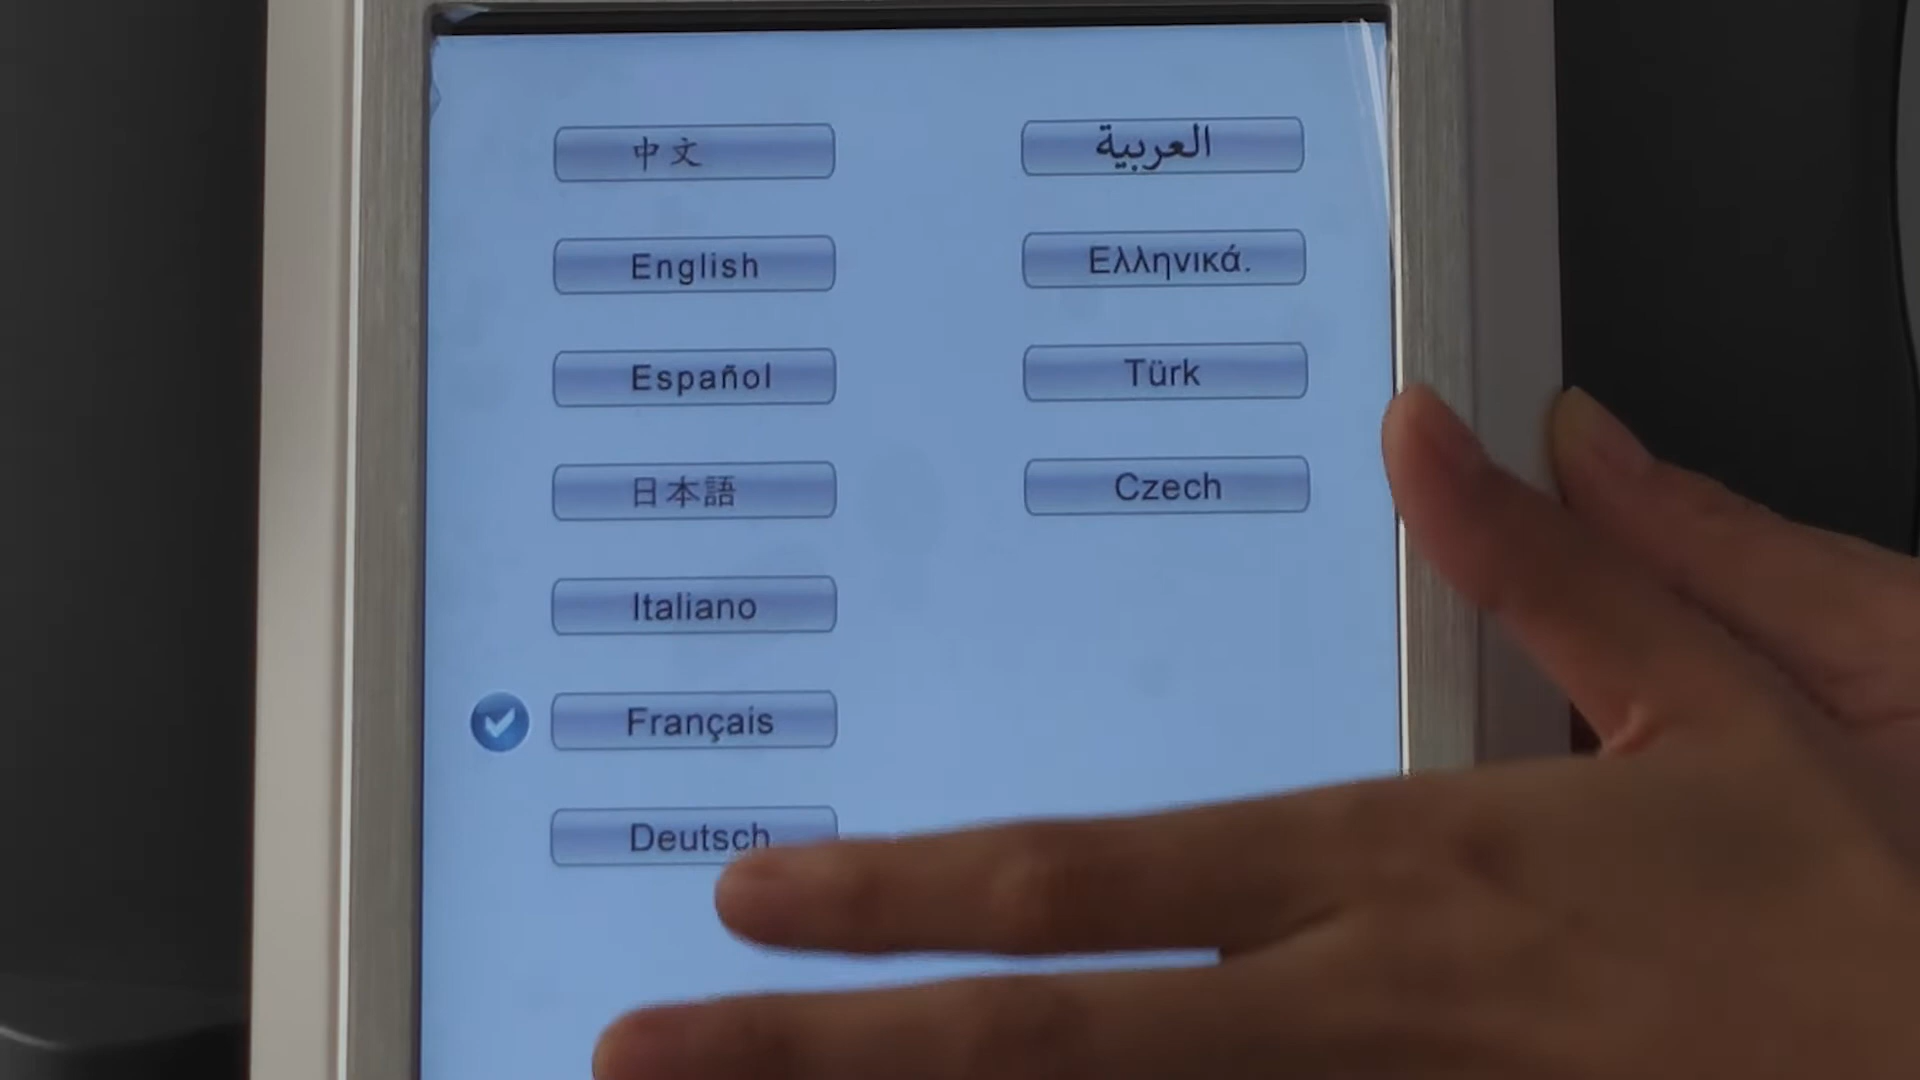 中文
English
Español
日本語
Italiano
Français
Deutsch
العربية
Ελληνικά.
Türk
Czech